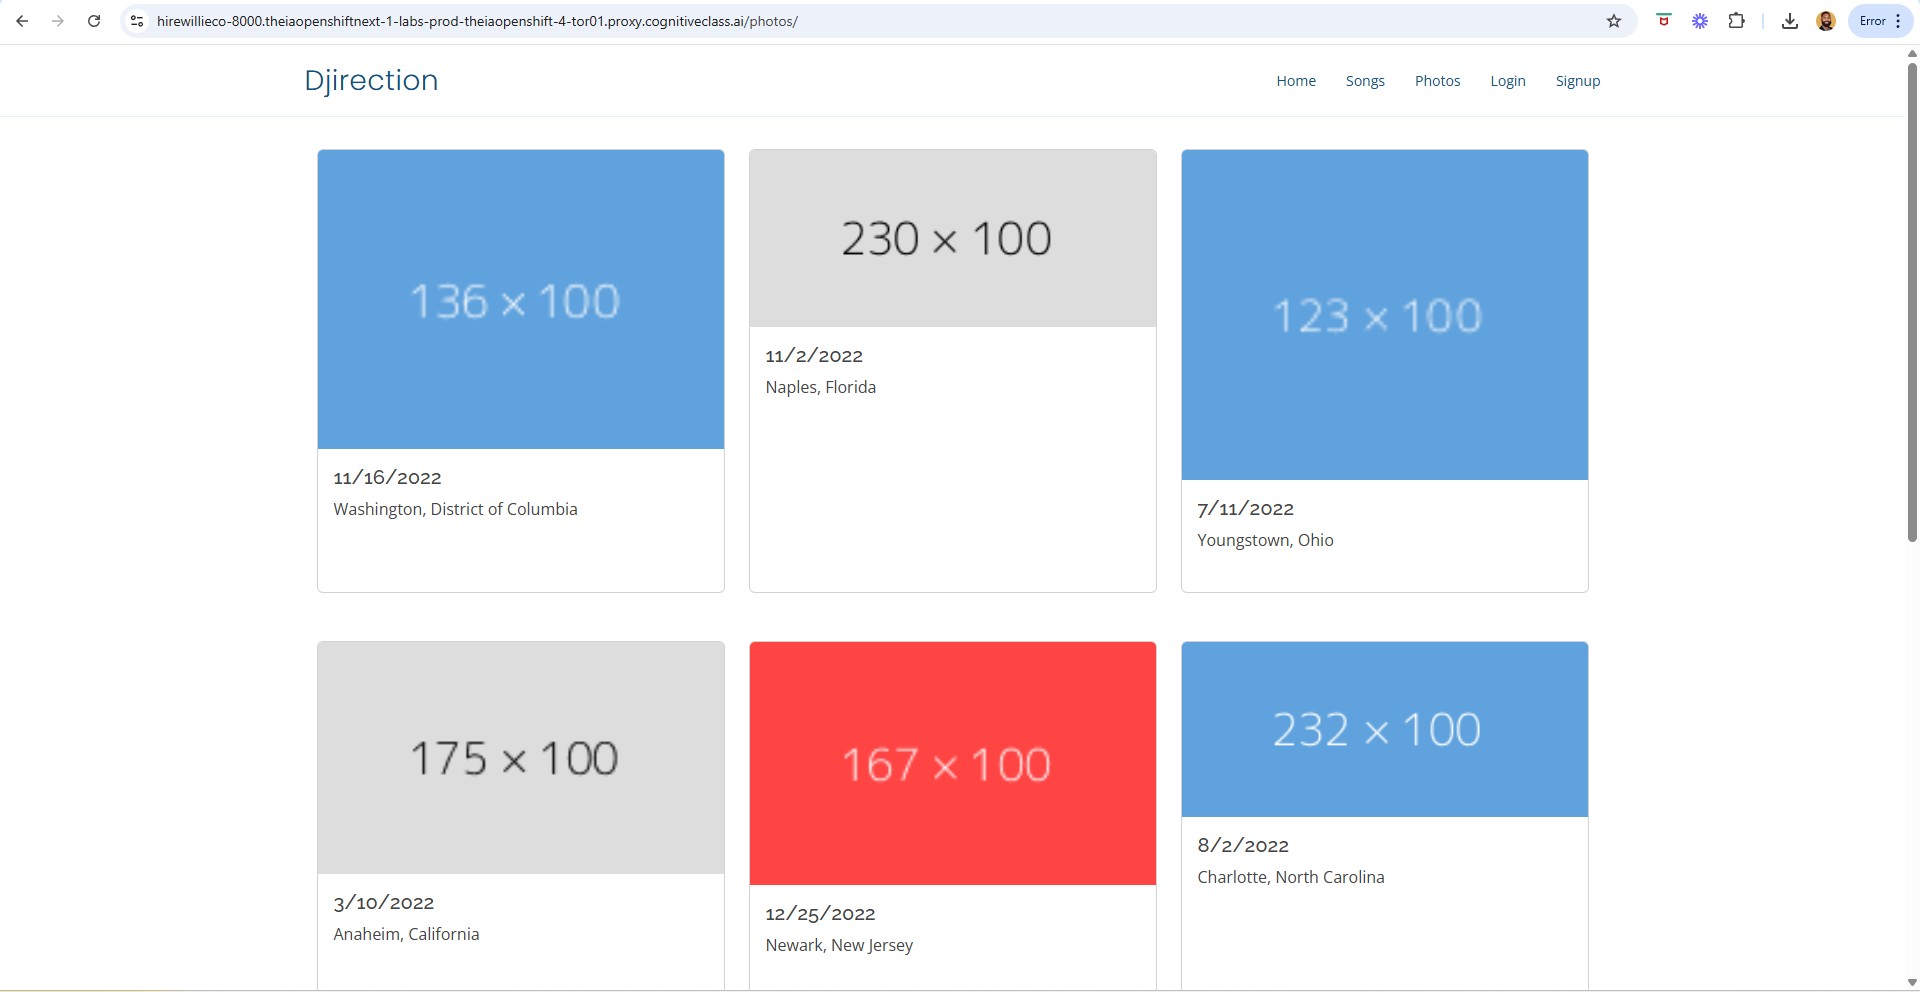 hirewillieco-8000.theiaopenshiftnext-1-labs-prod-theiaopenshift-4-tor01.proxy.cognitiveclass.ai/photos/
Error
Djirection
Home Songs Photos Login Signup
136 × 100
11/16/2022
Washington, District of Columbia
230 × 100
11/2/2022
Naples, Florida
123 × 100
7/11/2022
Youngstown, Ohio
175 × 100
3/10/2022
Anaheim, California
167 × 100
12/25/2022
Newark, New Jersey
232 × 100
8/2/2022
Charlotte, North Carolina